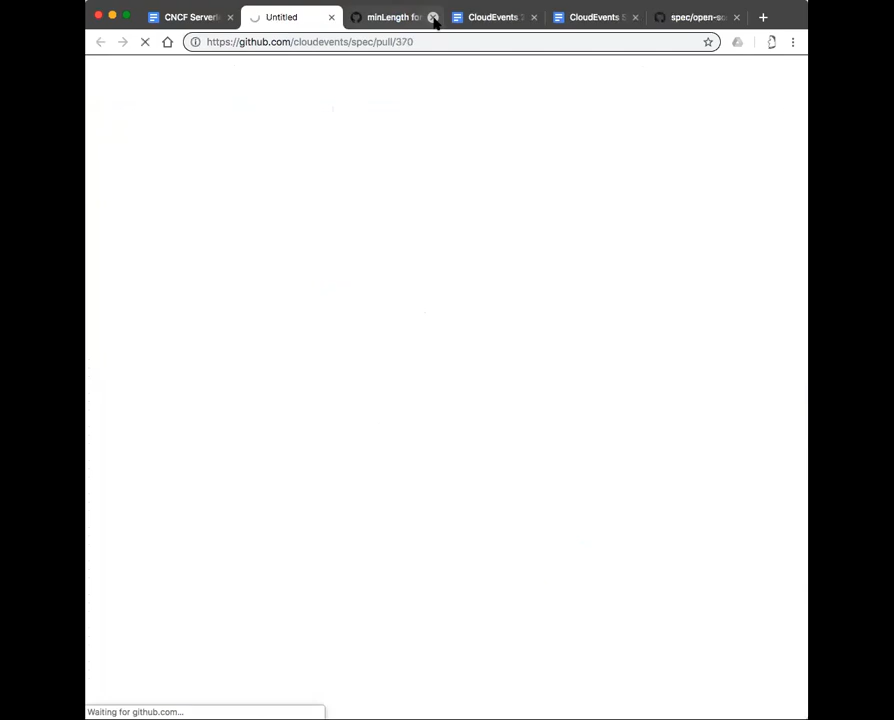 CNCF Serverl
Untitled
minLength for
CloudEvents
CloudEvents
spec/open-so
https://github.com/cloudevents/spec/pull/370
Waiting for github.com...